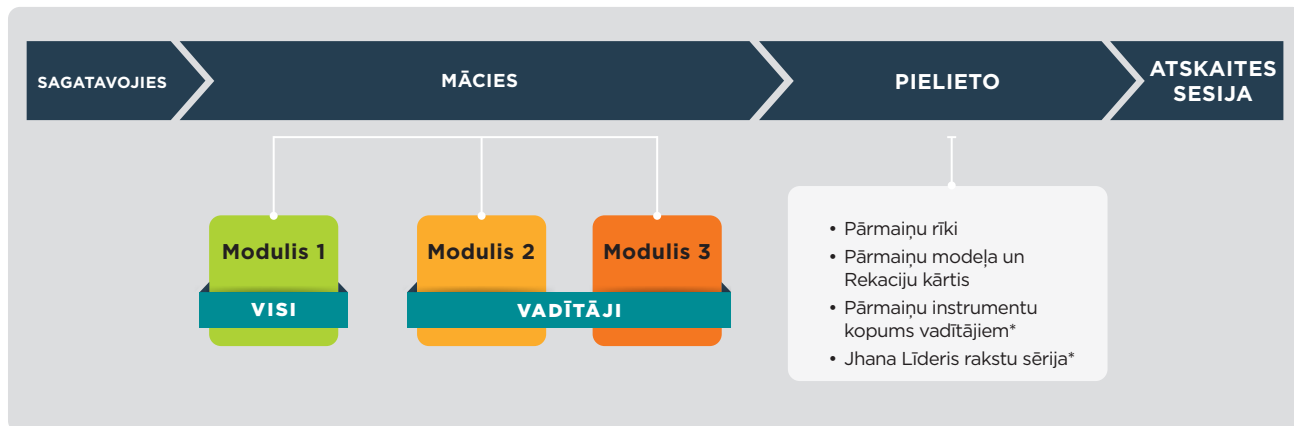 SAGATAVOJIES
MĀCIES
PIELIETO
ATSKAITES
SESIJA
Modulis 1
VISI
Modulis 2
Modulis 3
VADĪTĀJI
• Pārmaiņu rīki
• Pārmaiņu modeļa un
Rekaciju kārtis
• Pārmaiņu instrumentu
kopums vadītājiem*
• Jhana Līderis rakstu sērija*